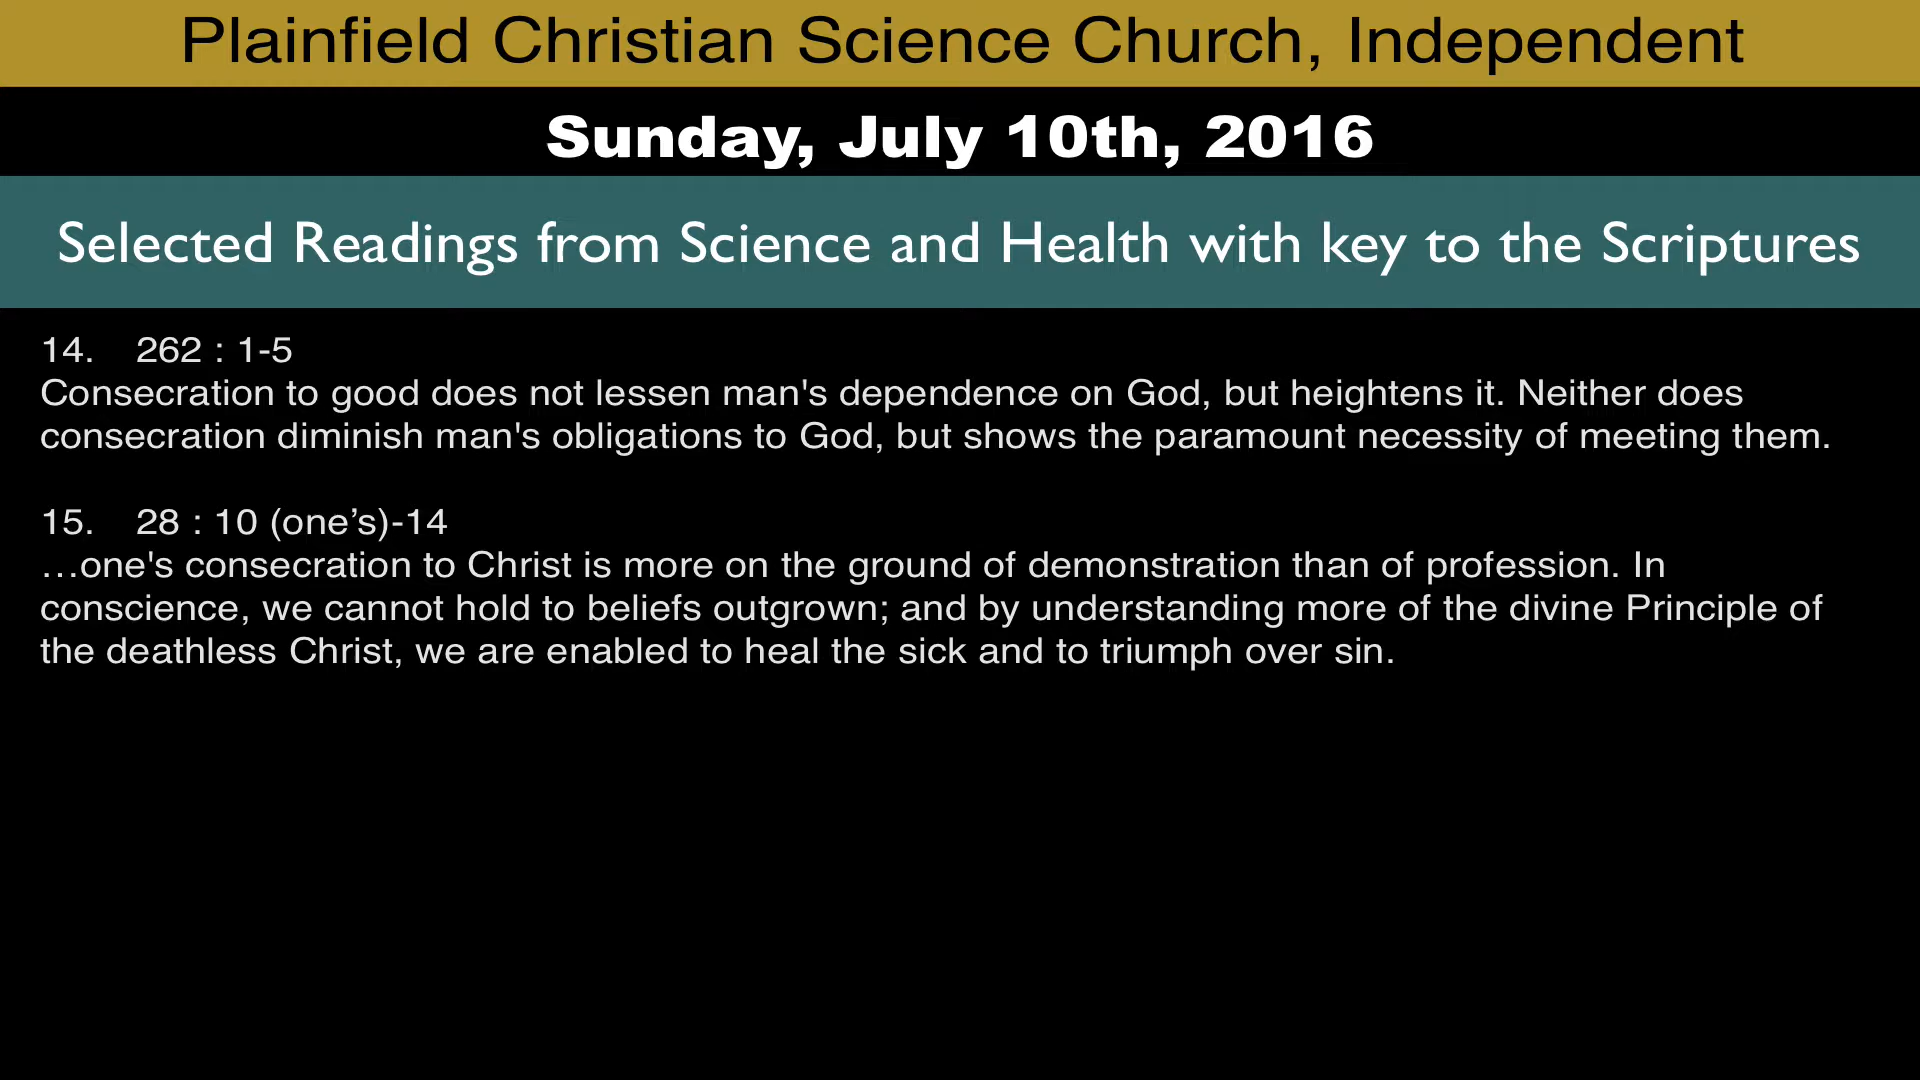 Plainfield Christian Science Church, Independent
Sunday, July 10th, 2016
Selected Readings from Science and Health with key to the Scriptures
14. 262 : 1-5
Consecration to good does not lessen man's dependence on God, but heightens it. Neither does
consecration diminish man's obligations to God, but shows the paramount necessity of meeting them.
15. 28 : 10 (one’s)-14
…one's consecration to Christ is more on the ground of demonstration than of profession. In
conscience, we cannot hold to beliefs outgrown; and by understanding more of the divine Principle of
the deathless Christ, we are enabled to heal the sick and to triumph over sin.